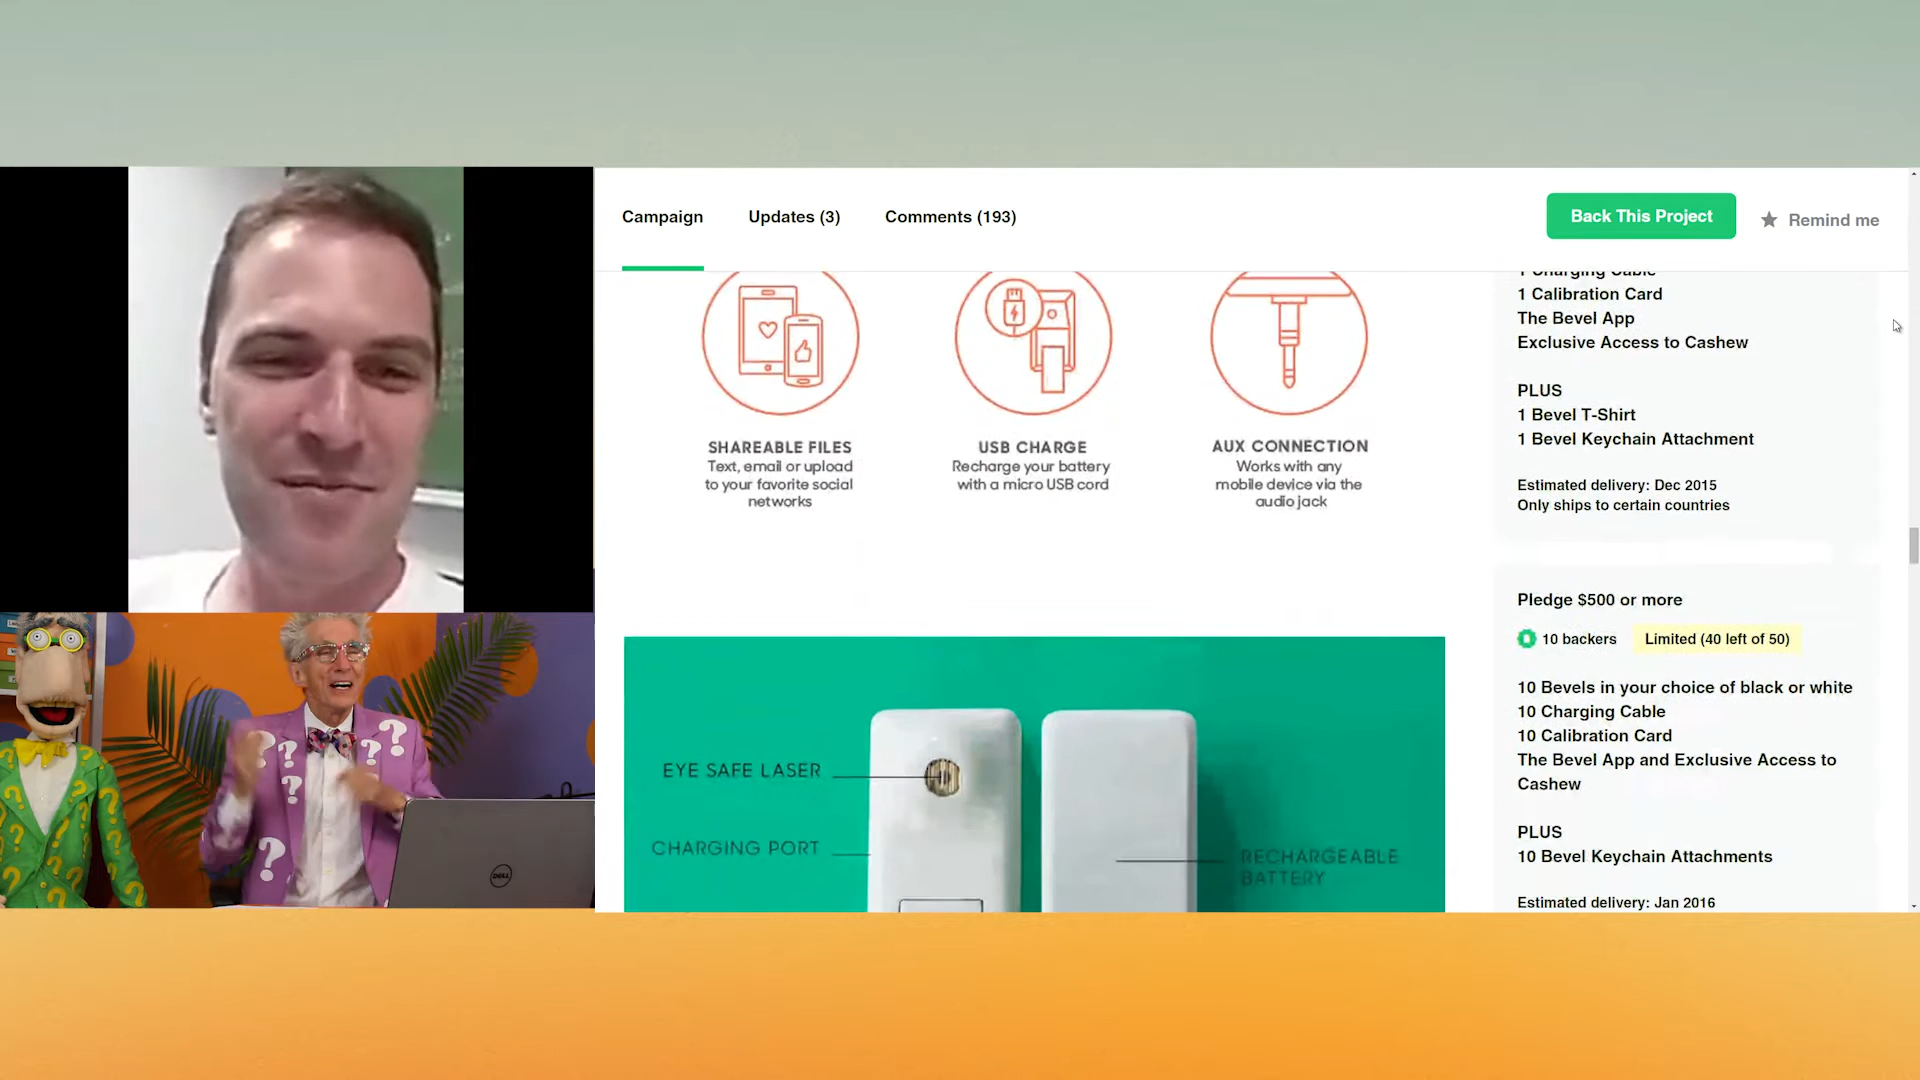 Campaign
Updates (3)
Comments (193)
Back This Project
Remind me
SHAREABLE FILES
Text, email or upload
to your favorite social
networks
USB CHARGE
Recharge your battery
with a micro USB cord
AUX CONNECTION
Works with any
mobile device via the
audio jack
EYE SAFE LASER
CHARGING PORT
RECHARGEABLE
BATTERY
1 Charging Cable
1 Calibration Card
The Bevel App
Exclusive Access to Cashew
PLUS
1 Bevel T-Shirt
1 Bevel Keychain Attachment
Estimated delivery: Dec 2015
Only ships to certain countries
Pledge $500 or more
10 backers
Limited (40 left of 50)
10 Bevels in your choice of black or white
10 Charging Cable
10 Calibration Card
The Bevel App and Exclusive Access to
Cashew
PLUS
10 Bevel Keychain Attachments
Estimated delivery: Jan 2016
DELL